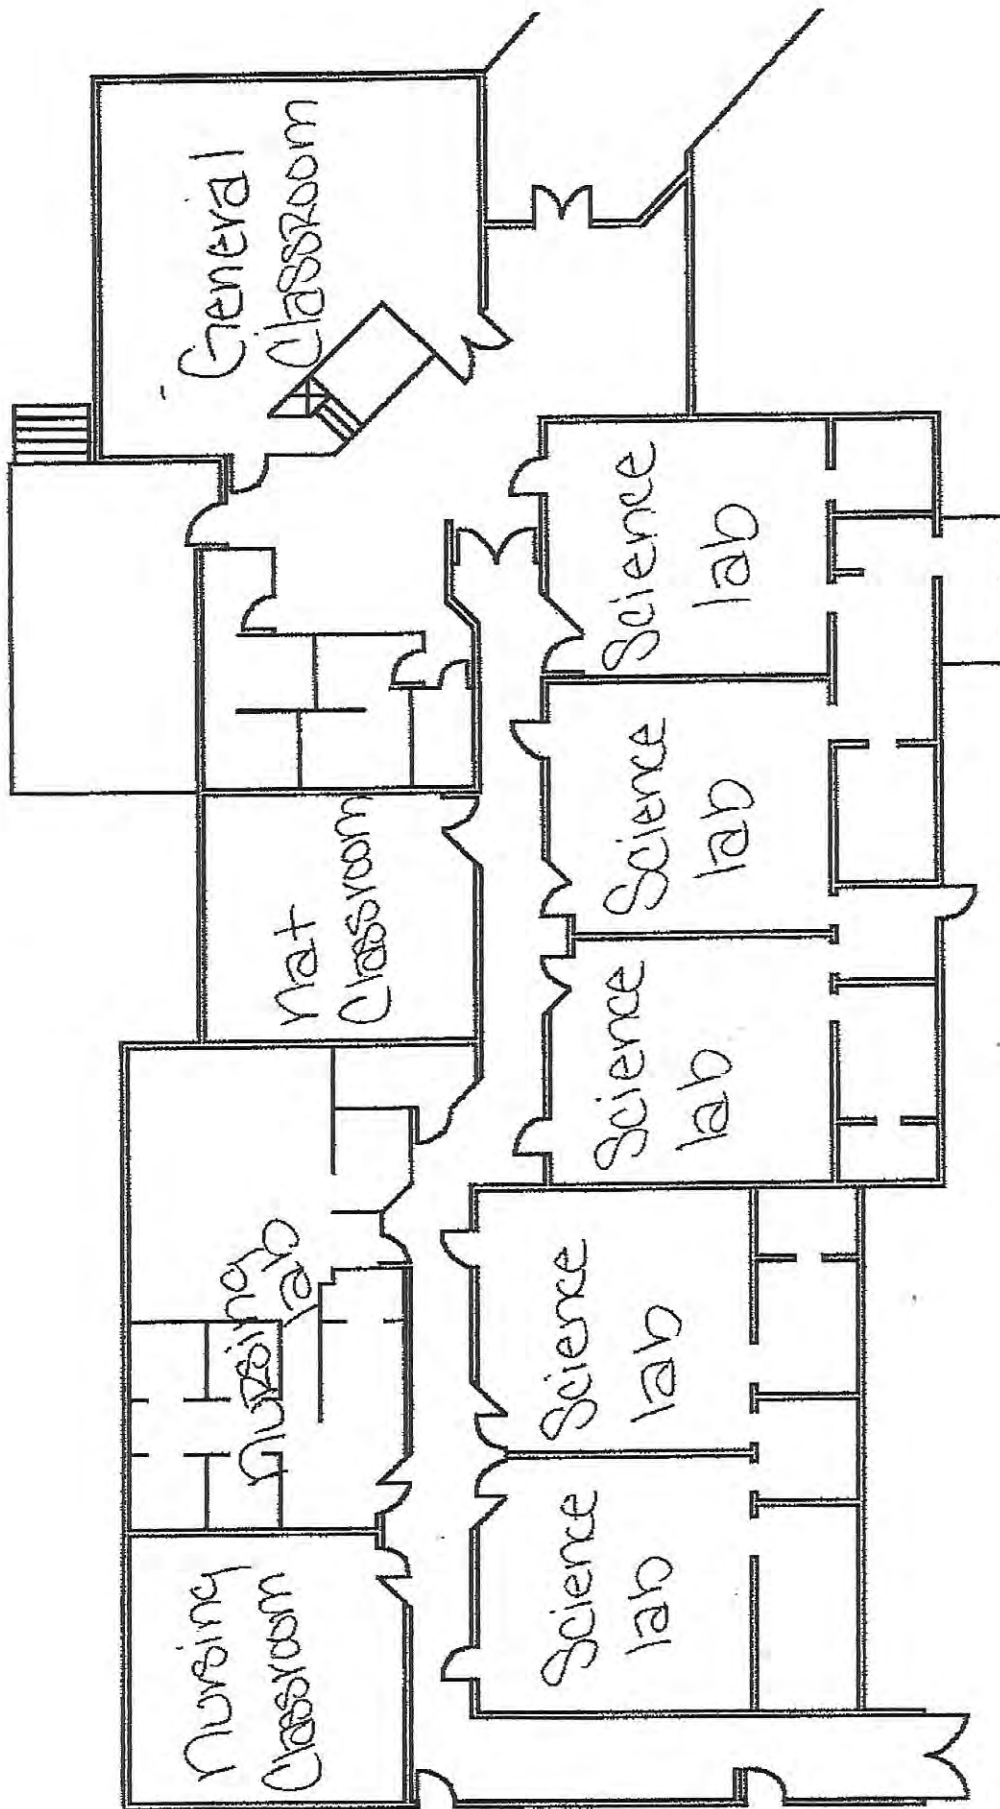 nursing
Classroom
nursing
lab
nat
Classroom
General
Classroom
Science
lab
Science
lab
Science
lab
Science
lab
Science
lab